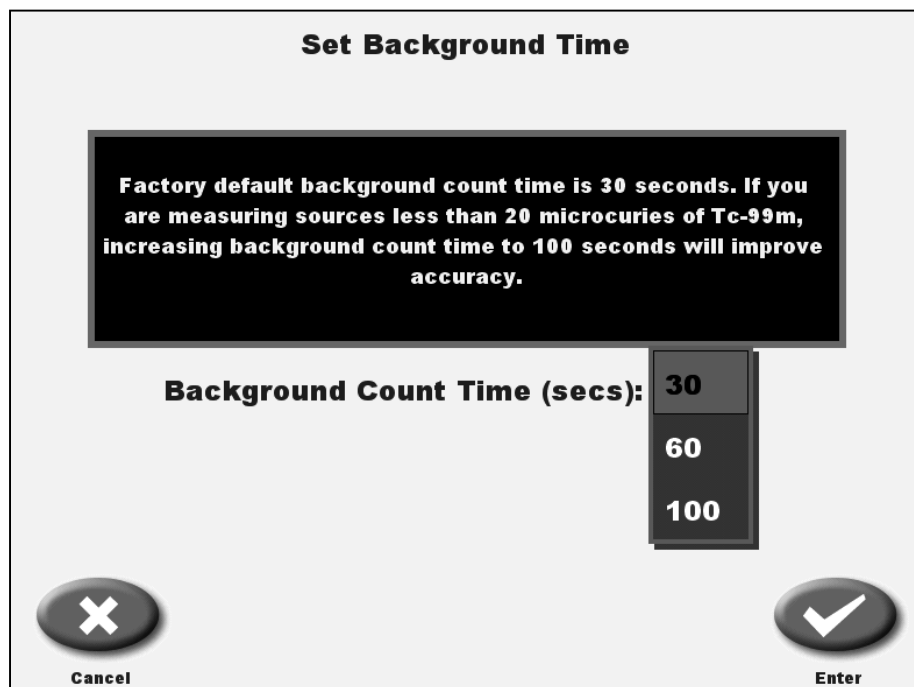 Set Background Time
Factory default background count time is 30 seconds. If you
are measuring sources less than 20 microcuries of Tc-99m,
increasing background count time to 100 seconds will improve
accuracy.
Background Count Time (secs): 30
60
100
Cancel
Enter